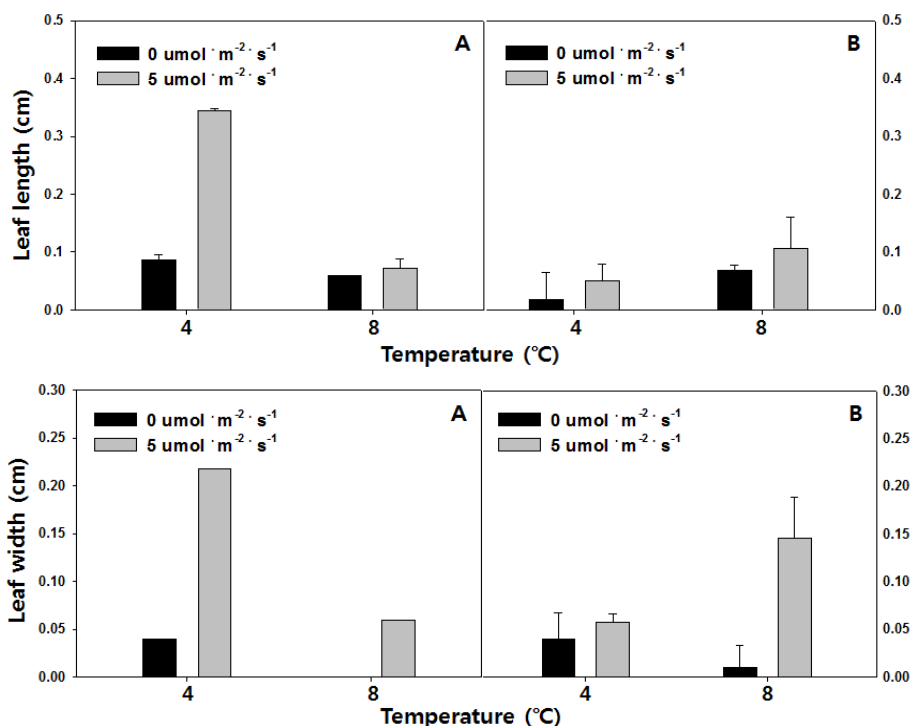 Leaf length (cm)
0.5
0.4
0.3
0.2
0.1
0.0
0 umol · m⁻² · s⁻¹
5 umol · m⁻² · s⁻¹
A
4
8
0 umol · m⁻² · s⁻¹
5 umol · m⁻² · s⁻¹
B
4
8
0.5
0.4
0.3
0.2
0.1
0.0
Temperature (℃)
Leaf width (cm)
0.30
0.25
0.20
0.15
0.10
0.05
0.00
0 umol · m⁻² · s⁻¹
5 umol · m⁻² · s⁻¹
A
4
8
0 umol · m⁻² · s⁻¹
5 umol · m⁻² · s⁻¹
B
4
8
0.30
0.25
0.20
0.15
0.10
0.05
0.00
Temperature (℃)